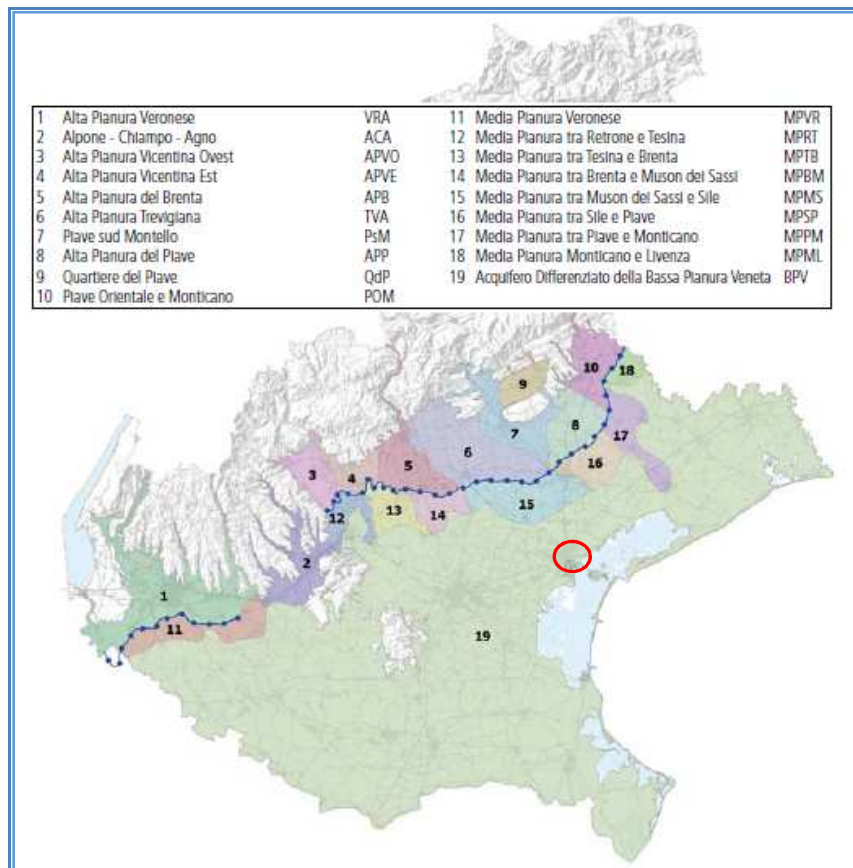 1 Alta Pianura Veronese VRA 11 Media Pianura Veronese MPVR
2 Alpone - Chiampo - Agno ACA 12 Media Pianura tra Retrone e Tesina MPRT
3 Alta Pianura Vicentina Ovest APVO 13 Media Pianura tra Tesina e Brenta MPTB
4 Alta Pianura Vicentina Est APVE 14 Media Pianura tra Brenta e Muson dei Sassi MPBM
5 Alta Pianura del Brenta APB 15 Media Pianura tra Muson dei Sassi e Sile MPMS
6 Alta Pianura Trevigiana TVA 16 Media Pianura tra Sile e Piave MPSP
7 Piave sud Montello PsM 17 Media Pianura tra Piave e Monticano MPPM
8 Alta Pianura del Piave APP 18 Media Pianura Monticano e Livenza MPML
9 Quartiere del Piave QdP 19 Acquifero Differenziato della Bassa Pianura Veneta BPV
10 Piave Orientale e Monticano POM
10
18
9
8
7
17
6
5
16
3
4
15
12
13
14
2
1
11
19